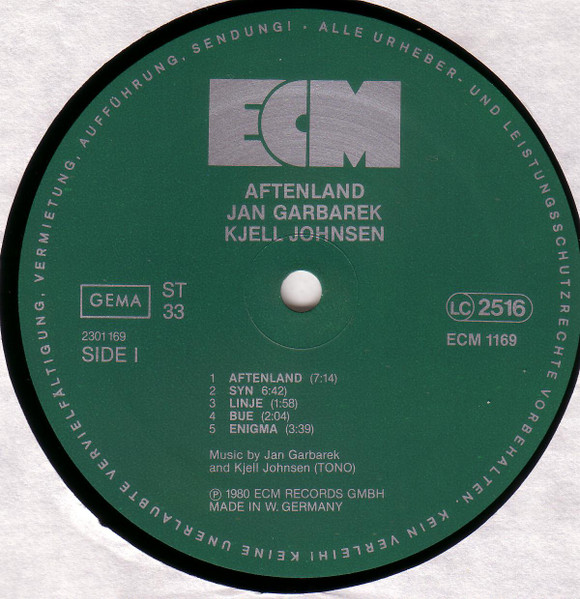 ALLE URHEBER- UND LEISTUNGSSCHUTZRECHTE VORBEHALTEN. KEIN VERLEIH! KEINE UNERLAUBTE VERVIELFÄLTIGUNG, VERMIETUNG, AUFFÜHRUNG, SENDUNG! •
ECM
AFTENLAND
JAN GARBAREK
KJELL JOHNSEN
GEMA
ST
33
LC 2516
2301 169
SIDE I
ECM 1169
1 AFTENLAND (7:14)
2 SYN 6:42)
3 LINJE (1:58)
4 BUE (2:04)
5 ENIGMA (3:39)
Music by Jan Garbarek
and Kjell Johnsen (TONO)
Ⓟ 1980 ECM RECORDS GMBH
MADE IN W. GERMANY